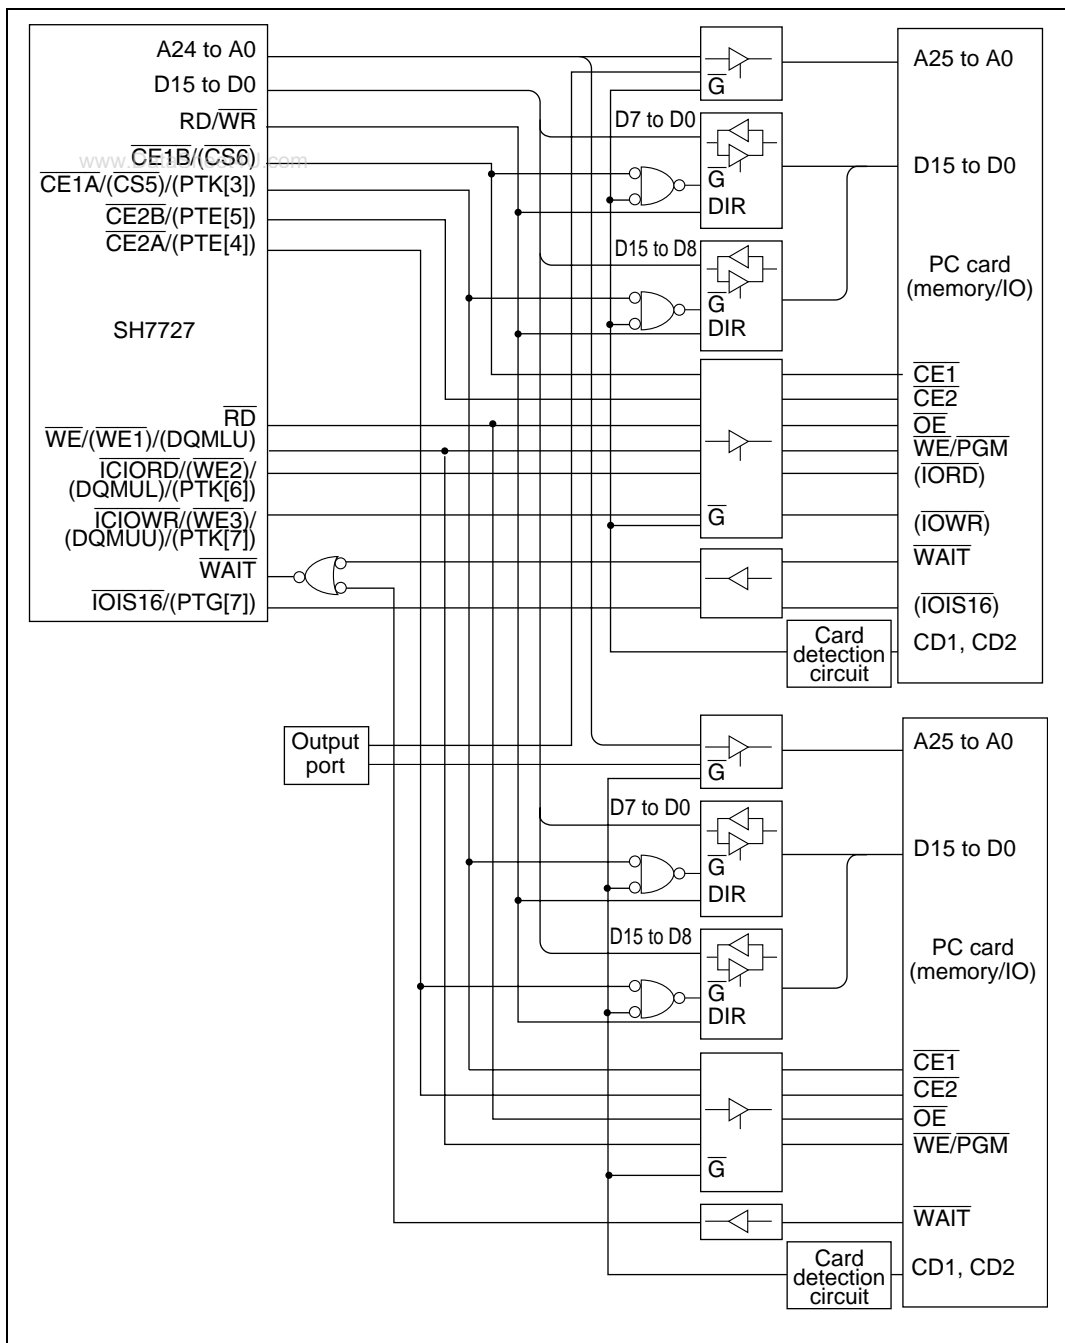 A24 to A0
D15 to D0
RD/WR
www.DataSheet4U.com
CE1B/(CS6)
CE1A/(CS5)/(PTK[3])
CE2B/(PTE[5])
CE2A/(PTE[4])
SH7727
RD
WE/(WE1)/(DQMLU)
ICIORD/(WE2)/
(DQMUL)/(PTK[6])
ICIOWR/(WE3)/
(DQMUU)/(PTK[7])
WAIT
IOIS16/(PTG[7])
G
D7 to D0
G
DIR
D15 to D8
G
DIR
G
A25 to A0
D15 to D0
PC card
(memory/IO)
CE1
CE2
OE
WE/PGM
(IORD)
(IOWR)
WAIT
(IOIS16)
CD1, CD2
Card
detection
circuit
Output
port
G
D7 to D0
G
DIR
D15 to D8
G
DIR
G
A25 to A0
D15 to D0
PC card
(memory/IO)
CE1
CE2
OE
WE/PGM
WAIT
CD1, CD2
Card
detection
circuit